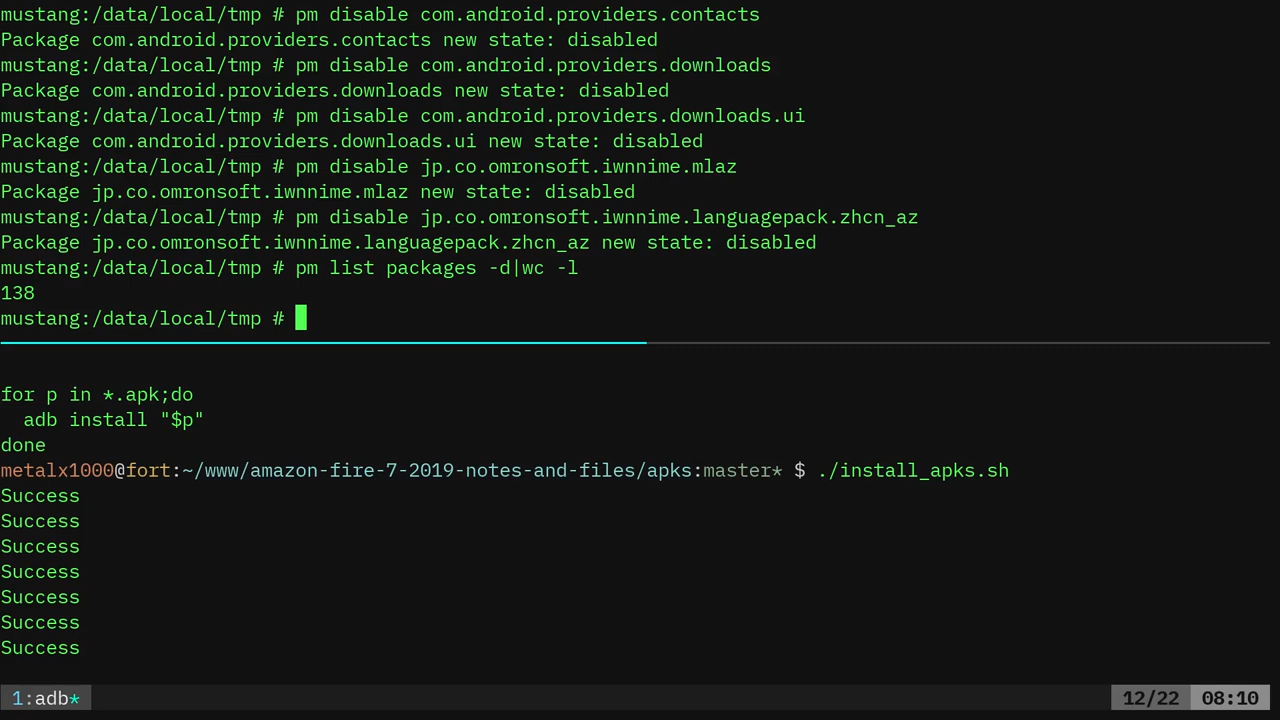 mustang:/data/local/tmp # pm disable com.android.providers.contacts
Package com.android.providers.contacts new state: disabled
mustang:/data/local/tmp # pm disable com.android.providers.downloads
Package com.android.providers.downloads new state: disabled
mustang:/data/local/tmp # pm disable com.android.providers.downloads.ui
Package com.android.providers.downloads.ui new state: disabled
mustang:/data/local/tmp # pm disable jp.co.omronsoft.iwnnime.mlaz
Package jp.co.omronsoft.iwnnime.mlaz new state: disabled
mustang:/data/local/tmp # pm disable jp.co.omronsoft.iwnnime.languagepack.zhcn_az
Package jp.co.omronsoft.iwnnime.languagepack.zhcn_az new state: disabled
mustang:/data/local/tmp # pm list packages -d|wc -l
138
mustang:/data/local/tmp #
for p in *.apk;do
  adb install "$p"
done
metalx1000@fort:~/www/amazon-fire-7-2019-notes-and-files/apks:master* $ ./install_apks.sh
Success
Success
Success
Success
Success
Success
Success
1:adb* 12/22 08:10